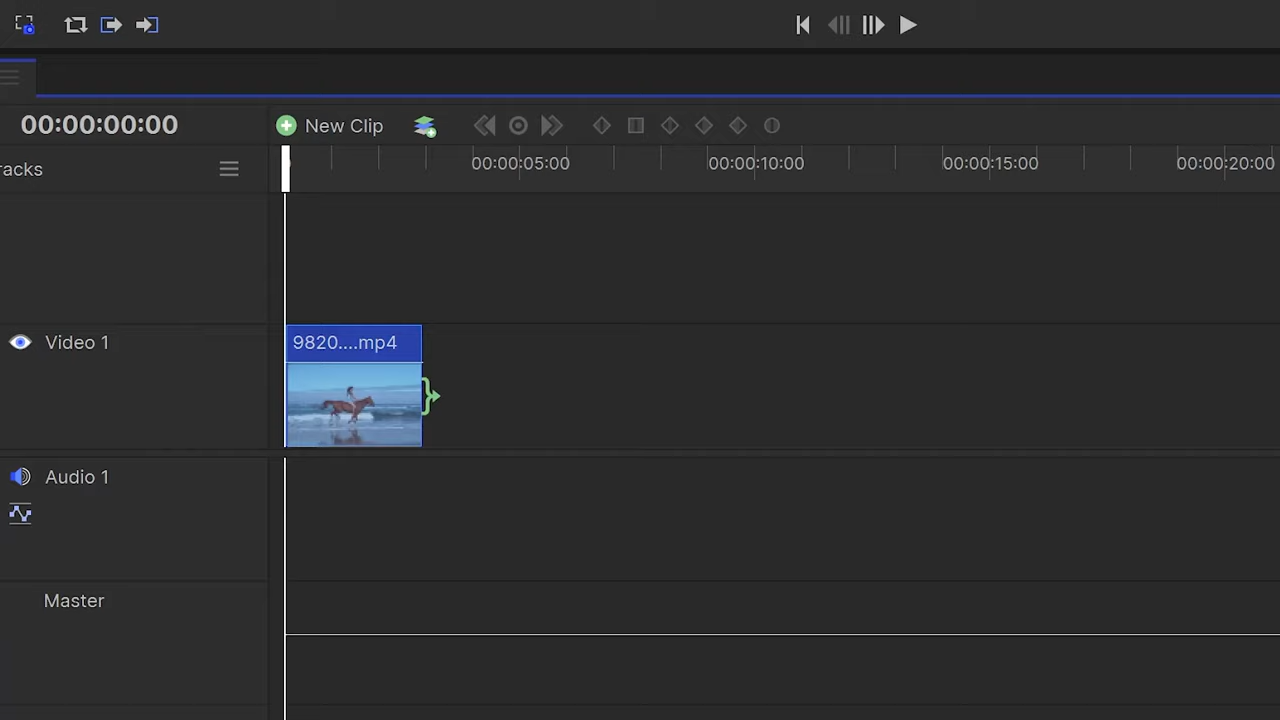 00:00:00:00
New Clip
racks
00:00:05:00
00:00:10:00
00:00:15:00
00:00:20:00
Video 1
9820....mp4
Audio 1
Master